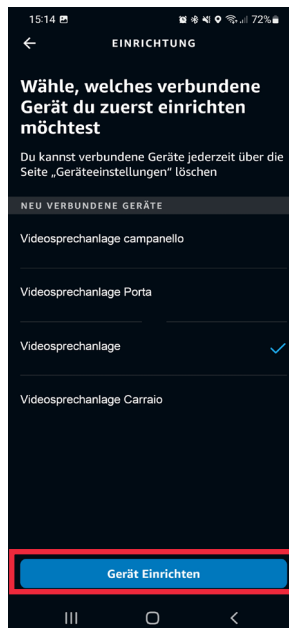 15:14 72%
EINRICHTUNG
Wähle, welches verbundene
Gerät du zuerst einrichten
möchtest
Du kannst verbundene Geräte jederzeit über die
Seite „Geräteeinstellungen“ löschen
NEU VERBUNDENE GERÄTE
Videosprechanlage campanello
Videosprechanlage Porta
Videosprechanlage
Videosprechanlage Carraio
Gerät Einrichten